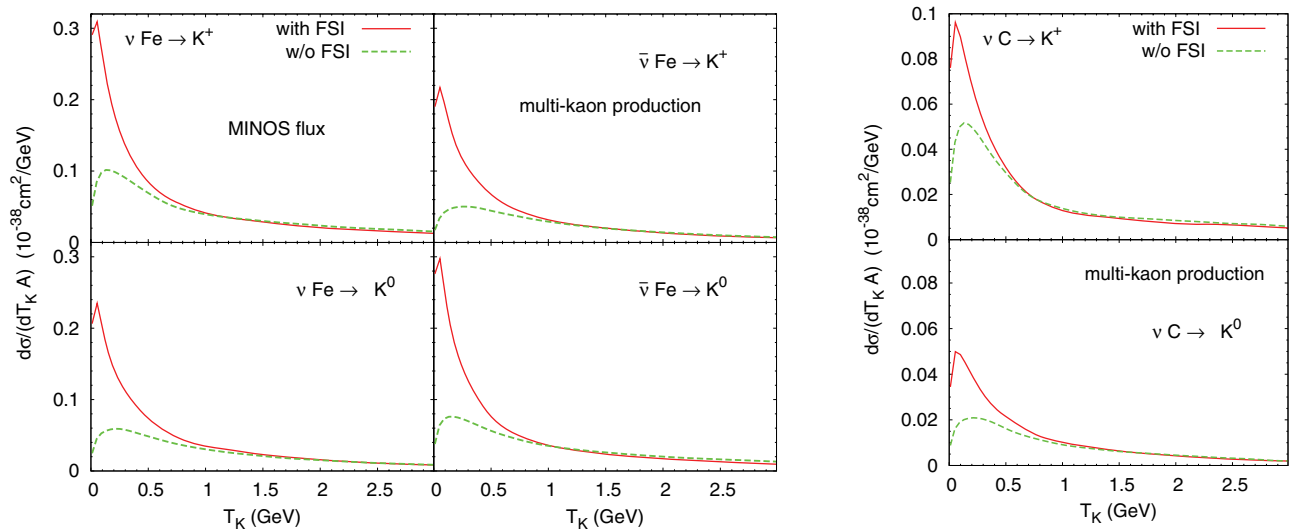 0.3
0.2
0.1
0
ν Fe → K⁺
with FSI
w/o FSI
MINOS flux
ν̄ Fe → K⁺
multi-kaon production
0.3
0.2
0.1
0
ν Fe → K⁰
ν̄ Fe → K⁰
dσ/(dT_K A) (10⁻³⁸cm²/GeV)
0 0.5 1 1.5 2 2.5
0 0.5 1 1.5 2 2.5
T_K (GeV)
T_K (GeV)
0.1
0.08
0.06
0.04
0.02
0
ν C → K⁺
with FSI
w/o FSI
0.08
0.06
0.04
0.02
0
multi-kaon production
ν C → K⁰
dσ/(dT_K A) (10⁻³⁸cm²/GeV)
0 0.5 1 1.5 2 2.5
T_K (GeV)